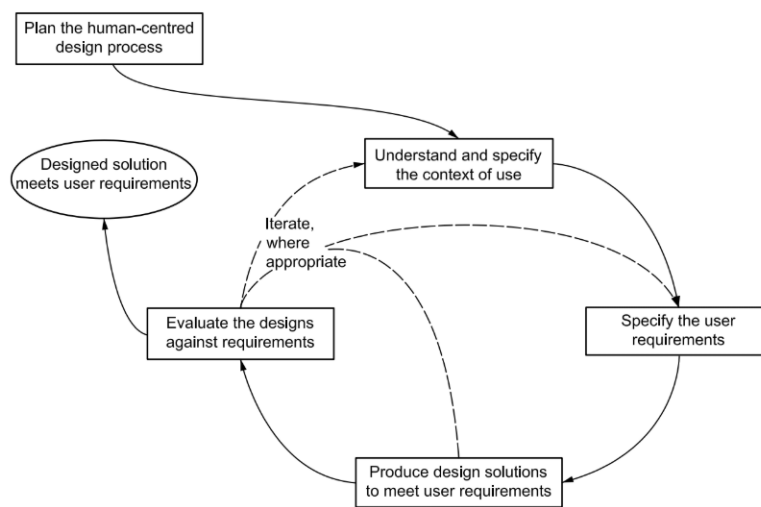 Plan the human-centred
design process
Understand and specify
the context of use
Designed solution
meets user requirements
Iterate,
where
appropriate
Specify the user
requirements
Evaluate the designs
against requirements
Produce design solutions
to meet user requirements